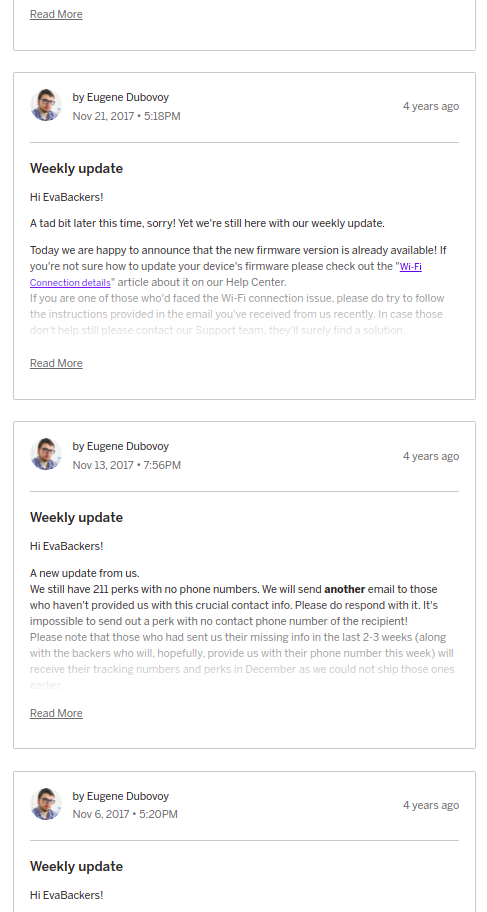 Read More
by Eugene Dubovoy
Nov 21, 2017 • 5:18PM
4 years ago
Weekly update
Hi EvaBackers!
A tad bit later this time, sorry! Yet we're still here with our weekly update.
Today we are happy to announce that the new firmware version is already available! If
you're not sure how to update your device's firmware please check out the "Wi-Fi
Connection details" article about it on our Help Center.
If you are one of those who'd faced the Wi-Fi connection issue, please do try to follow
the instructions provided in the email you've received from us recently. In case those
don't help still please contact our Support team, they'll surely find a solution.
Read More
by Eugene Dubovoy
Nov 13, 2017 • 7:56PM
4 years ago
Weekly update
Hi EvaBackers!
A new update from us.
We still have 211 perks with no phone numbers. We will send another email to those
who haven't provided us with this crucial contact info. Please do respond with it. It's
impossible to send out a perk with no contact phone number of the recipient!
Please note that those who had sent us their missing info in the last 2-3 weeks (along
with the backers who will, hopefully, provide us with their phone number this week) will
receive their tracking numbers and perks in December as we could not ship those ones
earlier.
Read More
by Eugene Dubovoy
Nov 6, 2017 • 5:20PM
4 years ago
Weekly update
Hi EvaBackers!